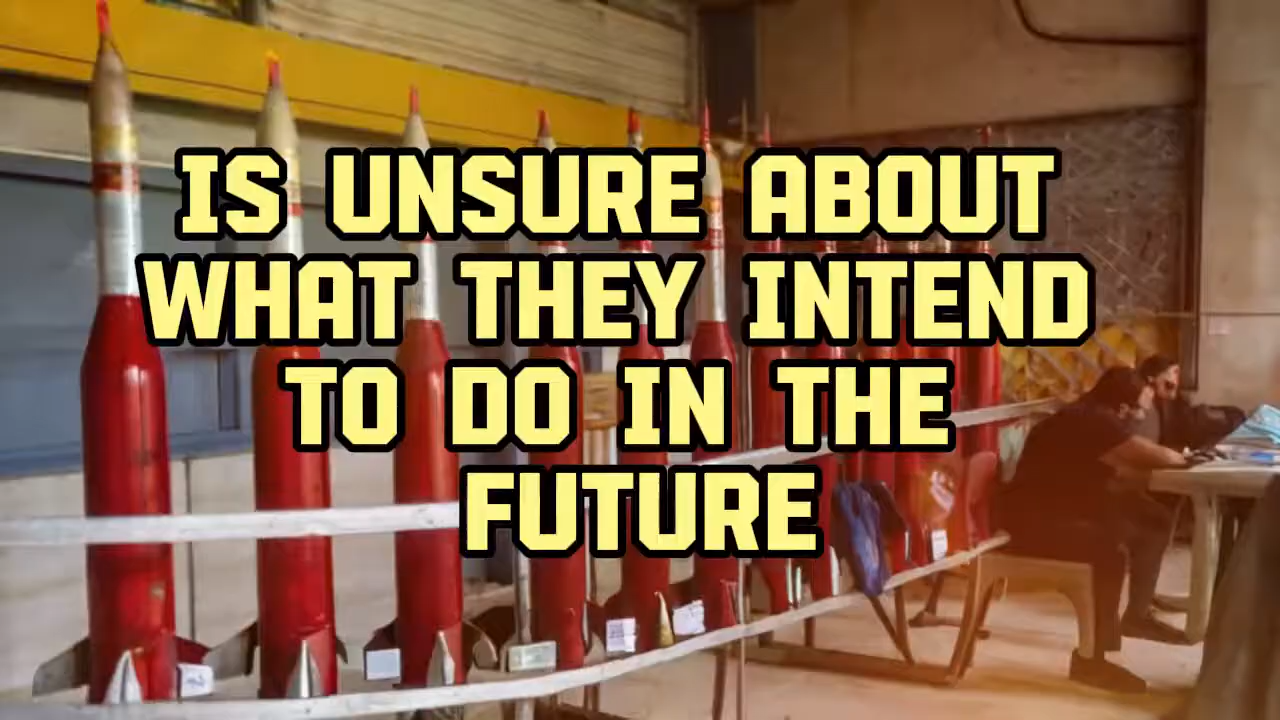 IS UNSURE ABOUT
WHAT THEY INTEND
TO DO IN THE
FUTURE